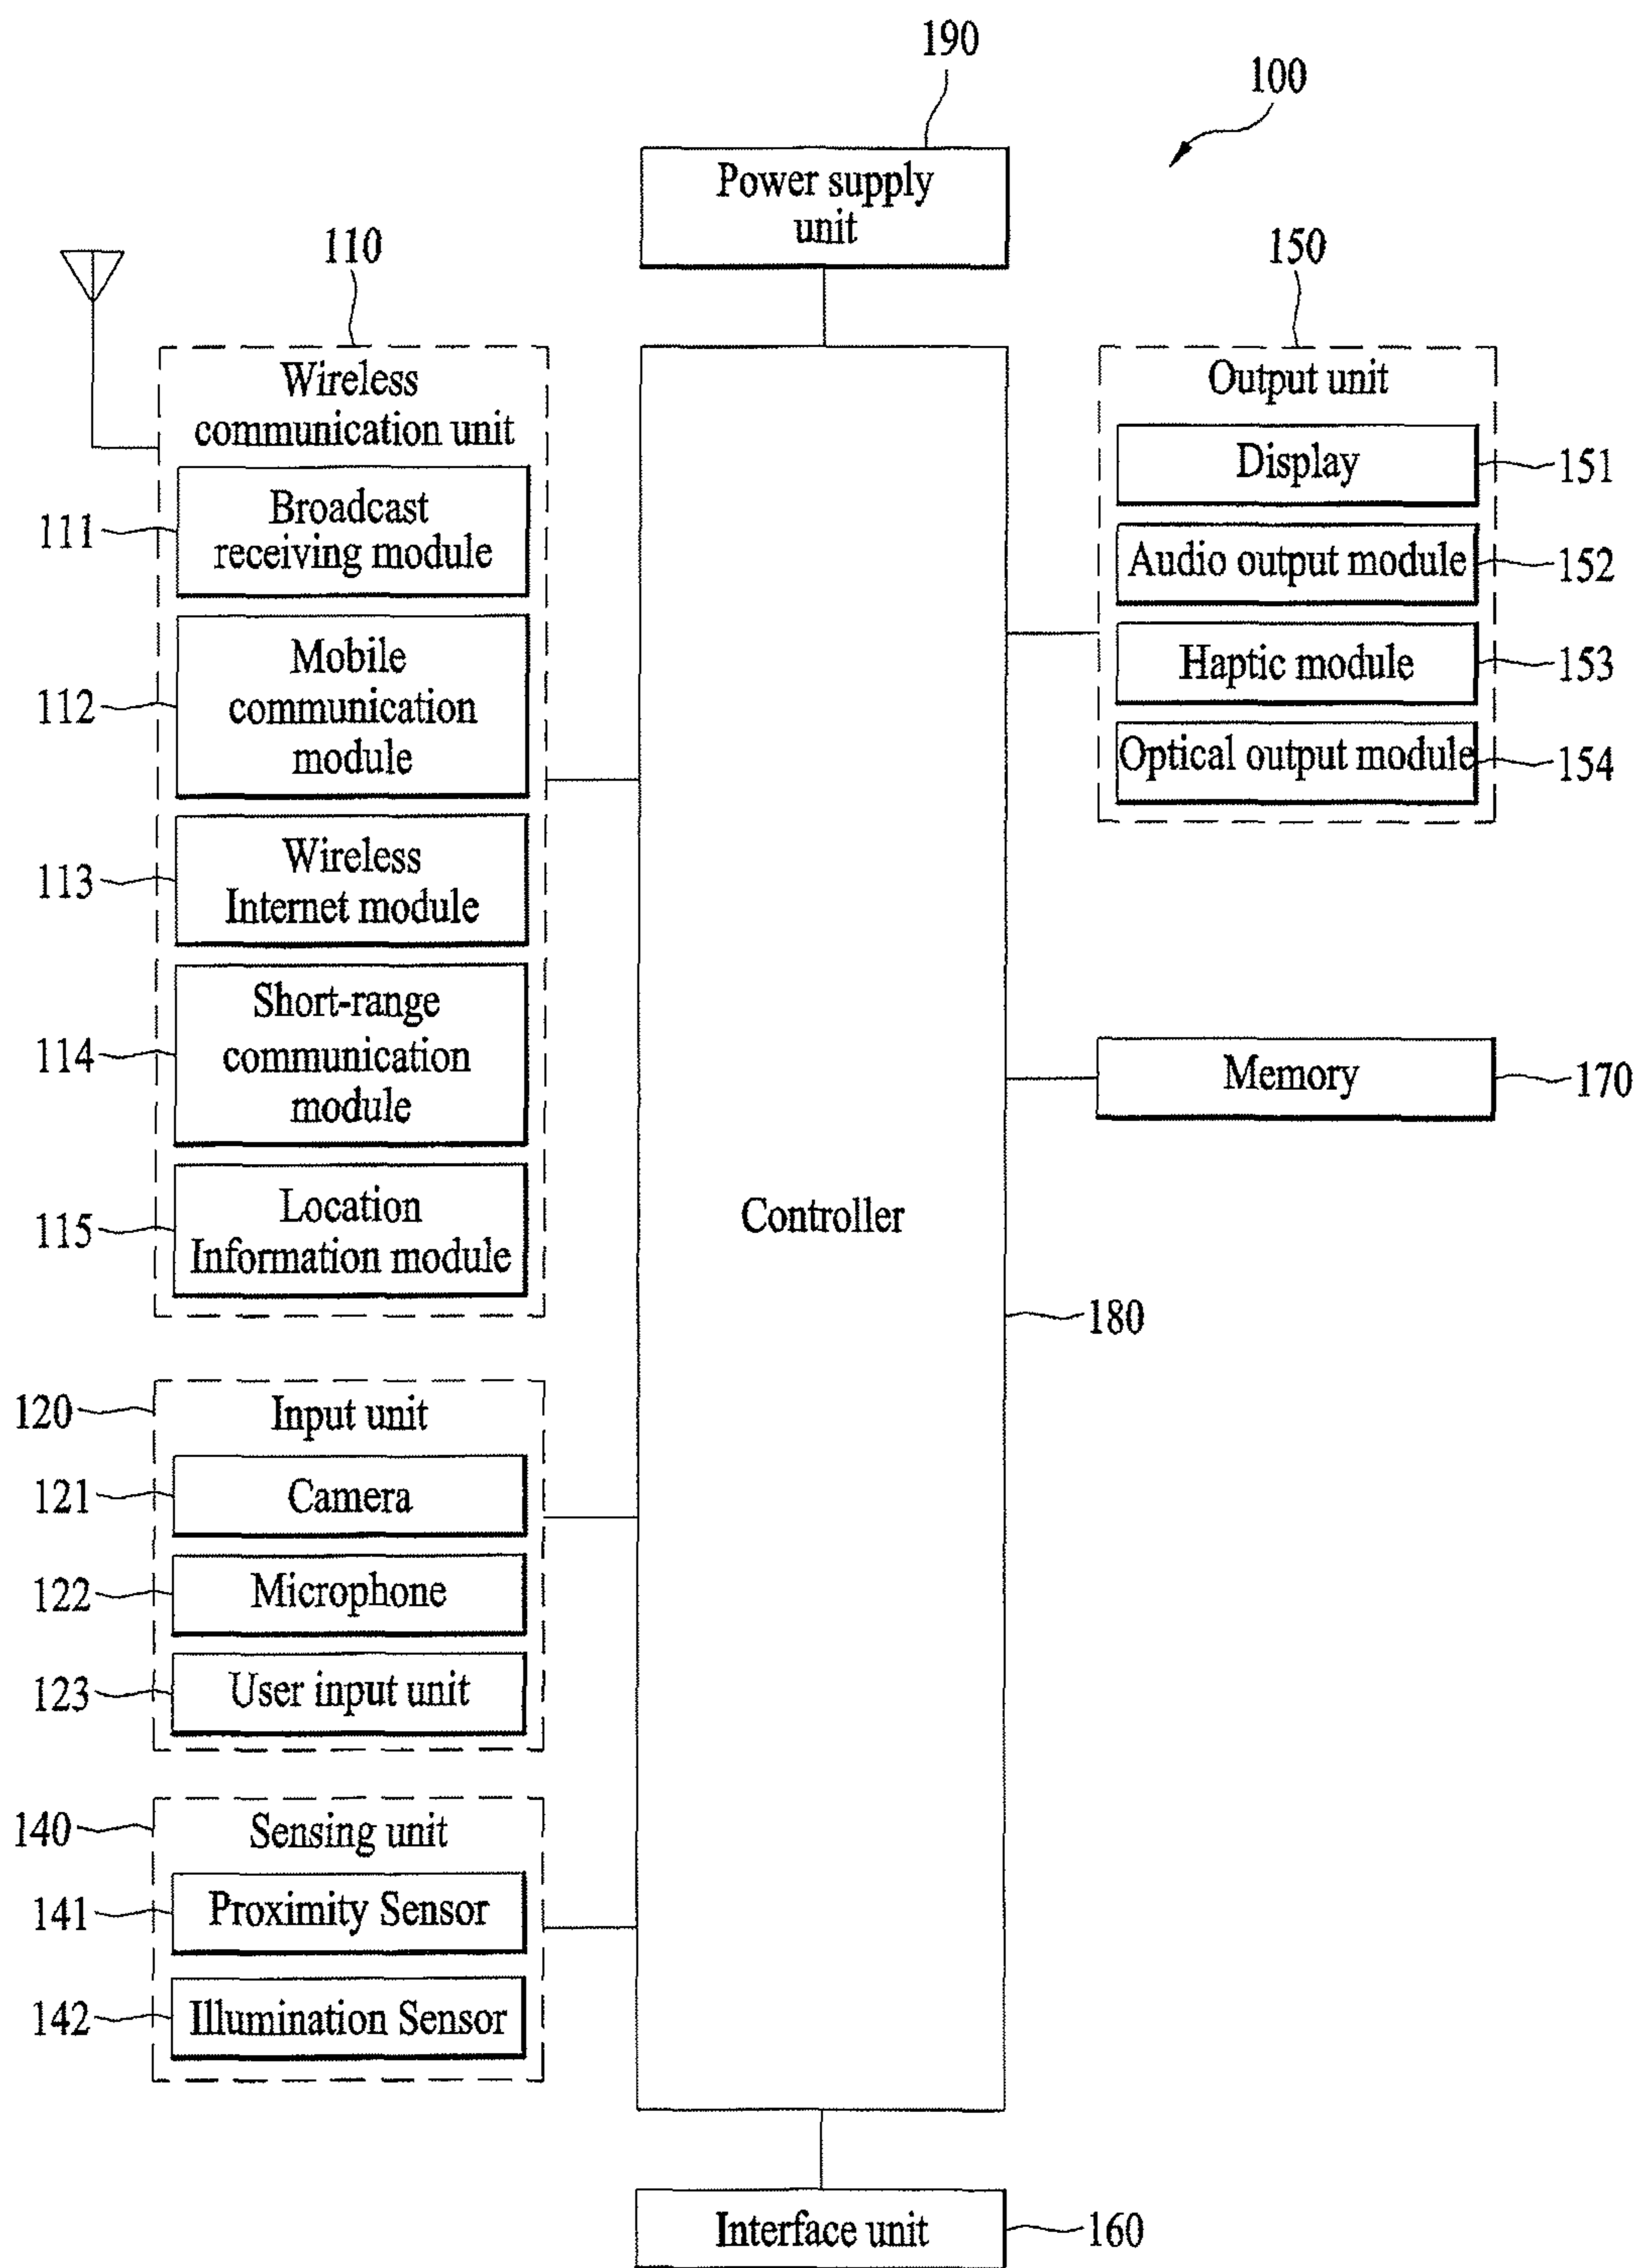 190
100
Power supply
unit
110
150
Wireless
communication unit
Output unit
Display
151
111
Broadcast
receiving module
Audio output module
152
Haptic module
153
112
Mobile
communication
module
Optical output module
154
113
Wireless
Internet module
114
Short-range
communication
module
Memory
170
115
Location
Information module
Controller
180
120
Input unit
121
Camera
122
Microphone
123
User input unit
140
Sensing unit
141
Proximity Sensor
142
Illumination Sensor
Interface unit
160